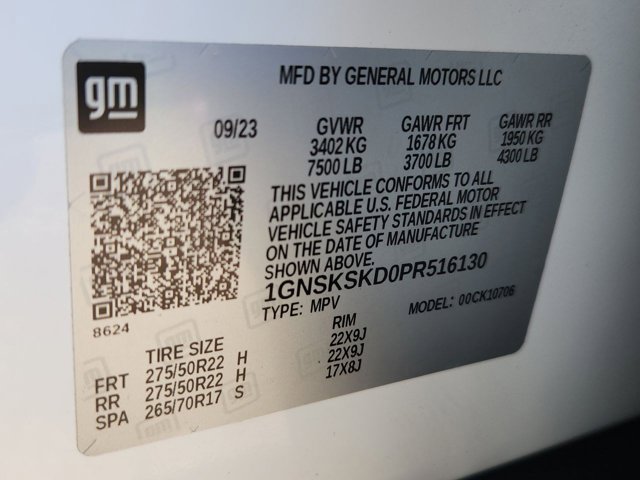 gm
MFD BY GENERAL MOTORS LLC
09/23 GVWR GAWR FRT GAWR RR
3402 KG 1678 KG 1950 KG
7500 LB 3700 LB 4300 LB
THIS VEHICLE CONFORMS TO ALL
APPLICABLE U.S. FEDERAL MOTOR
VEHICLE SAFETY STANDARDS IN EFFECT
ON THE DATE OF MANUFACTURE
SHOWN ABOVE.
1GNSKSKD0PR516130
TYPE: MPV MODEL: 00CK10706
8624
TIRE SIZE RIM
FRT 275/50R22 H 22X9J
RR 275/50R22 H 22X9J
SPA 265/70R17 S 17X8J